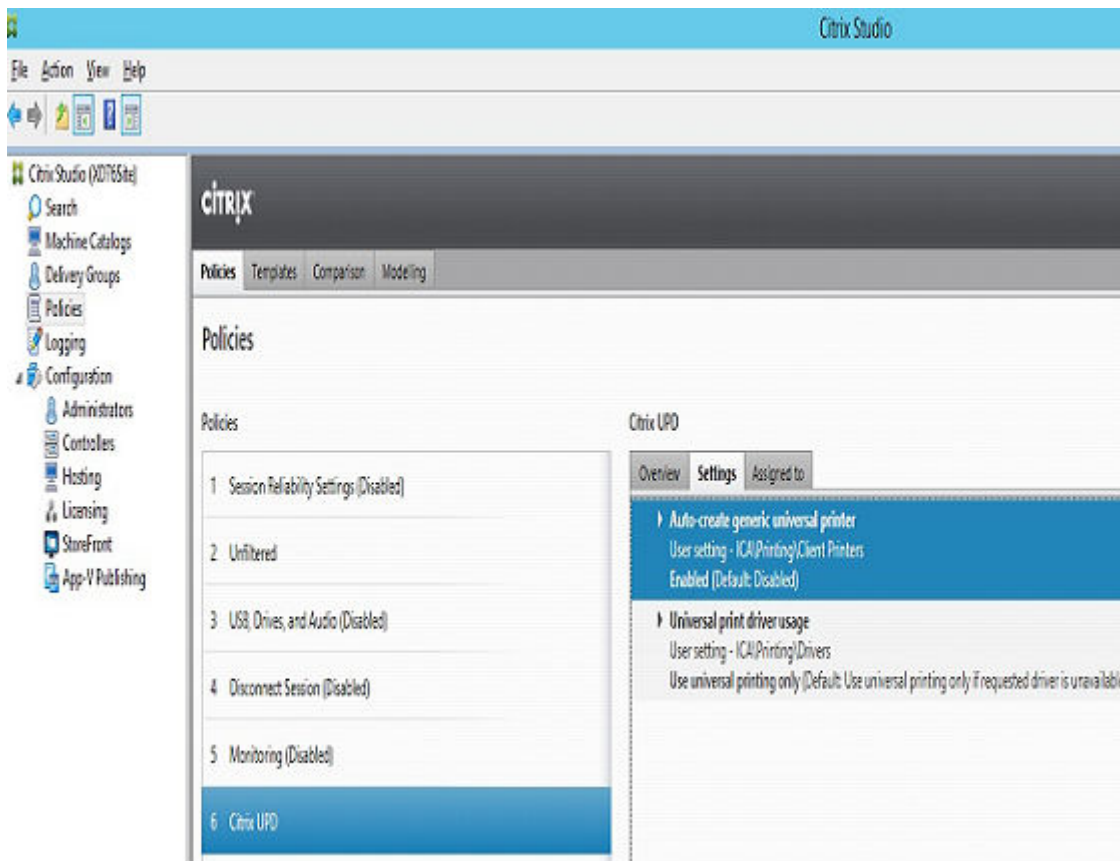 Citrix Studio
File Action View Help
Citrix Studio (XD76Site)
Search
Machine Catalogs
Delivery Groups
Policies
Logging
Configuration
Administrators
Controllers
Hosting
Licensing
StoreFront
App-V Publishing
CITRIX
Policies Templates Comparison Modelling
Policies
Policies
1 Session Reliability Settings (Disabled)
2 Unfiltered
3 USB, Drives, and Audio (Disabled)
4 Disconnect Session (Disabled)
5 Monitoring (Disabled)
6 Citrix UPD
Citrix UPD
Overview Settings Assigned to
Auto-create generic universal printer
User setting - ICA\Printing\Client Printers
Enabled (Default: Disabled)
Universal print driver usage
User setting - ICA\Printing\Drivers
Use universal printing only (Default: Use universal printing only if requested driver is unavailable